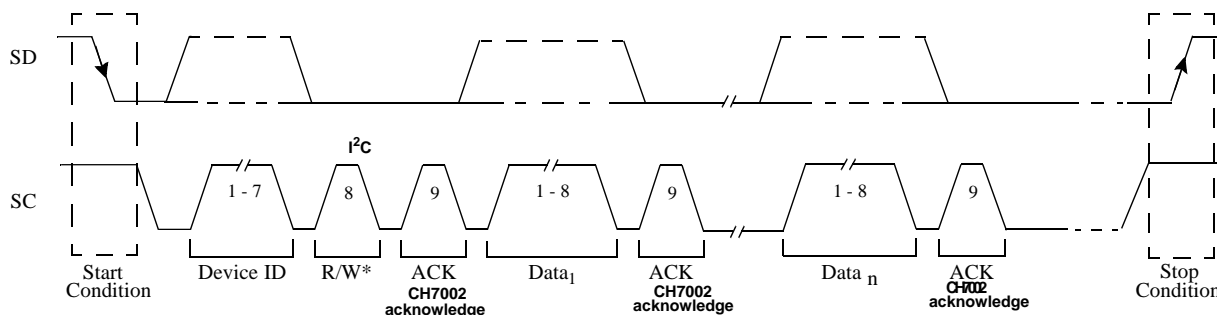 SD
I²C
SC
1 - 7
8
9
1 - 8
9
1 - 8
9
Start
Condition
Device ID
R/W*
ACK
CH7002
acknowledge
Data1
ACK
CH7002
acknowledge
Data n
ACK
CH7002
acknowledge
Stop
Condition